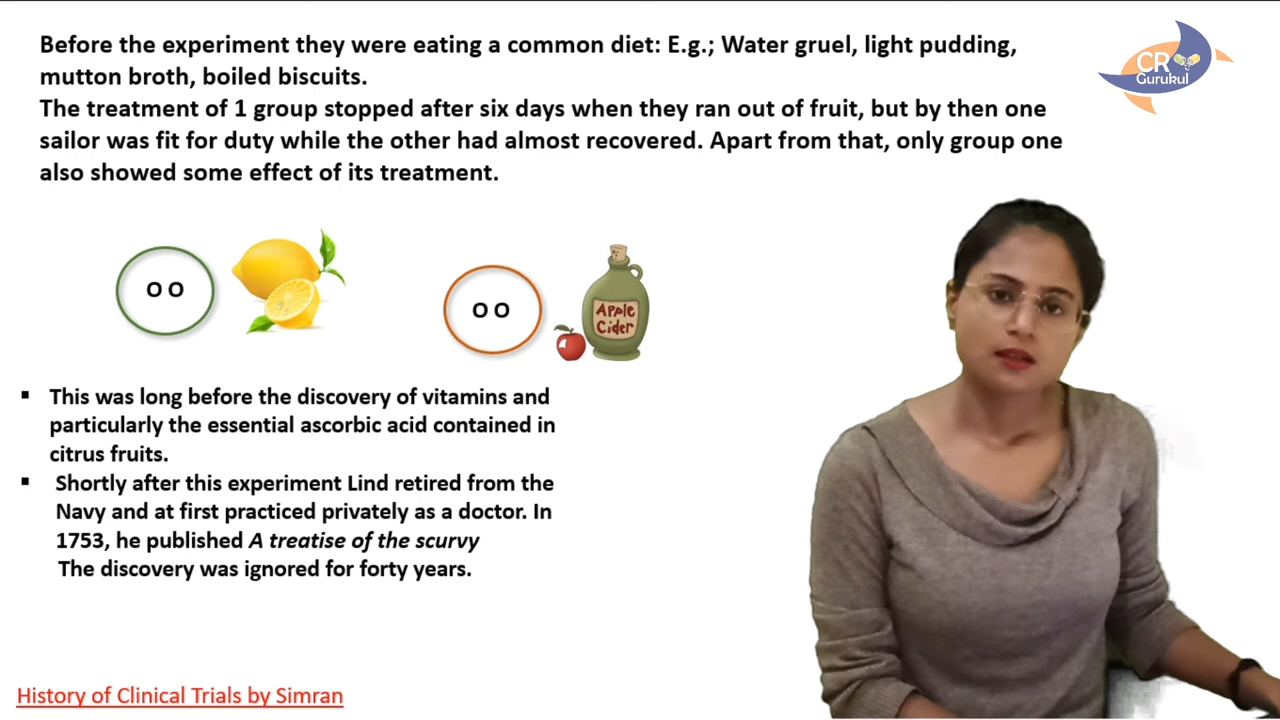 Before the experiment they were eating a common diet: E.g.; Water gruel, light pudding,
mutton broth, boiled biscuits.
The treatment of 1 group stopped after six days when they ran out of fruit, but by then one
sailor was fit for duty while the other had almost recovered. Apart from that, only group one
also showed some effect of its treatment.
CR
Gurukul
O O
O O
Apple
Cider
▪ This was long before the discovery of vitamins and
particularly the essential ascorbic acid contained in
citrus fruits.
▪ Shortly after this experiment Lind retired from the
Navy and at first practiced privately as a doctor. In
1753, he published A treatise of the scurvy
The discovery was ignored for forty years.
History of Clinical Trials by Simran